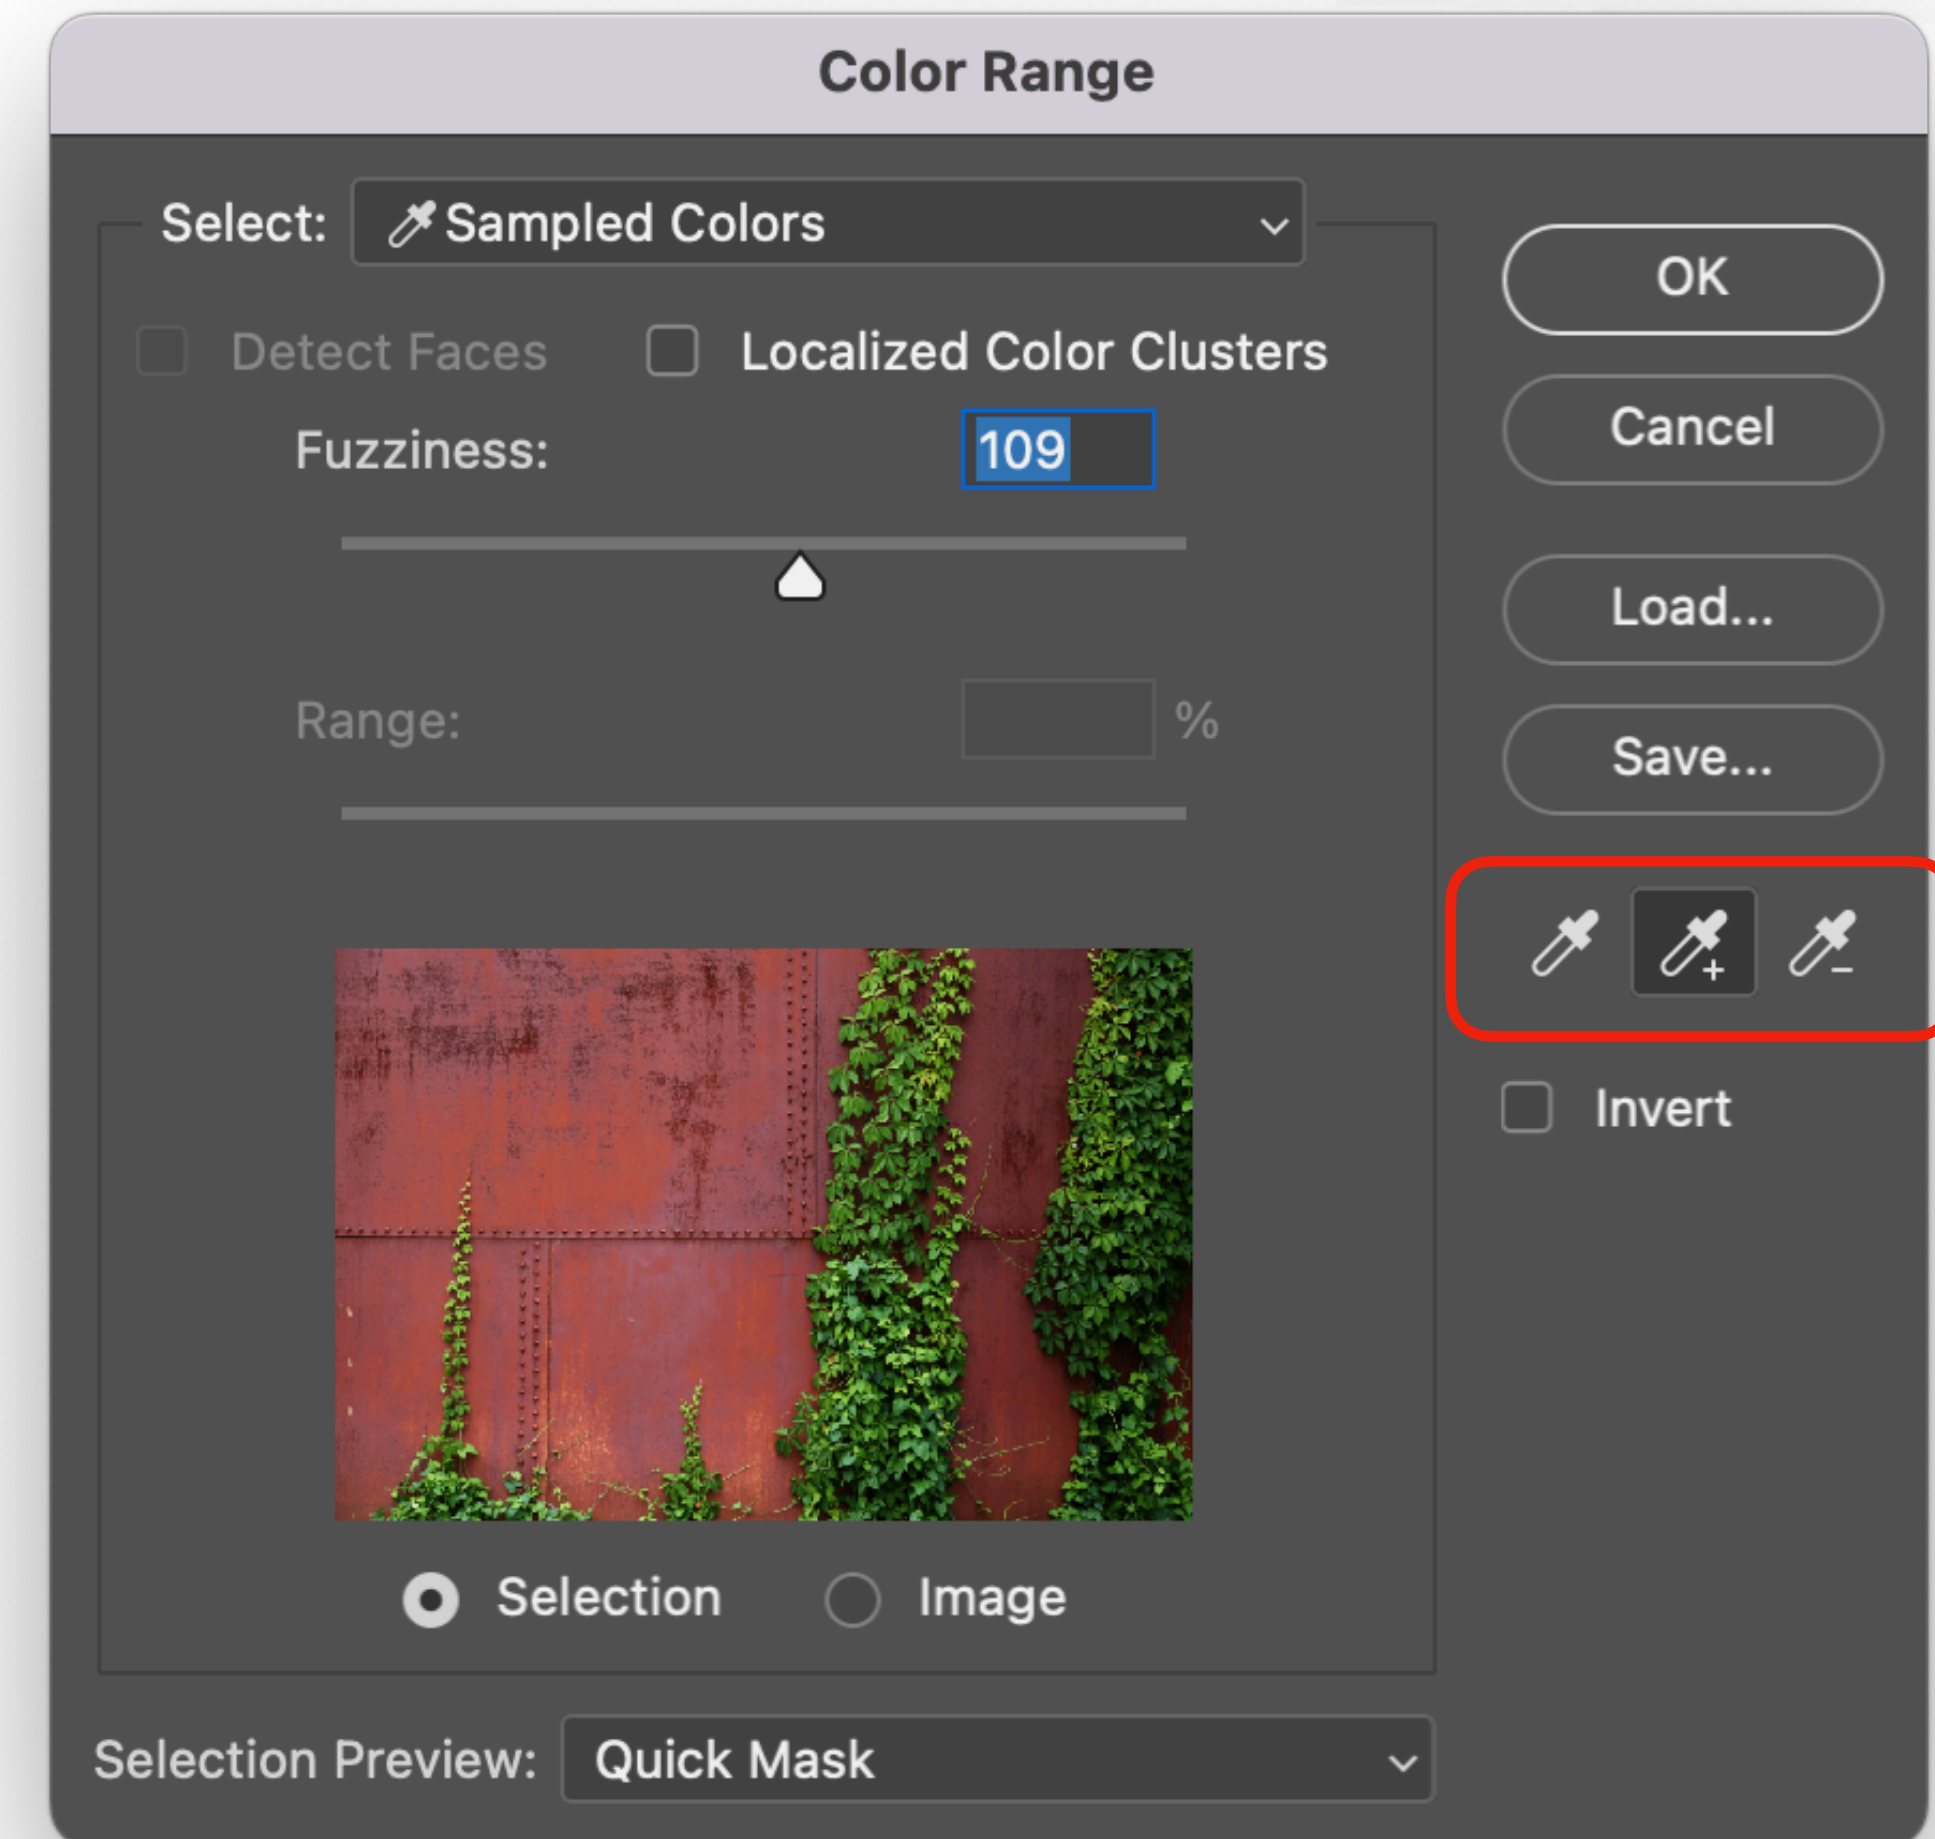 Color Range
Select: Sampled Colors
OK
Detect Faces Localized Color Clusters
Cancel
Fuzziness: 109
Load...
Range: %
Save...
Invert
Selection Image
Selection Preview: Quick Mask